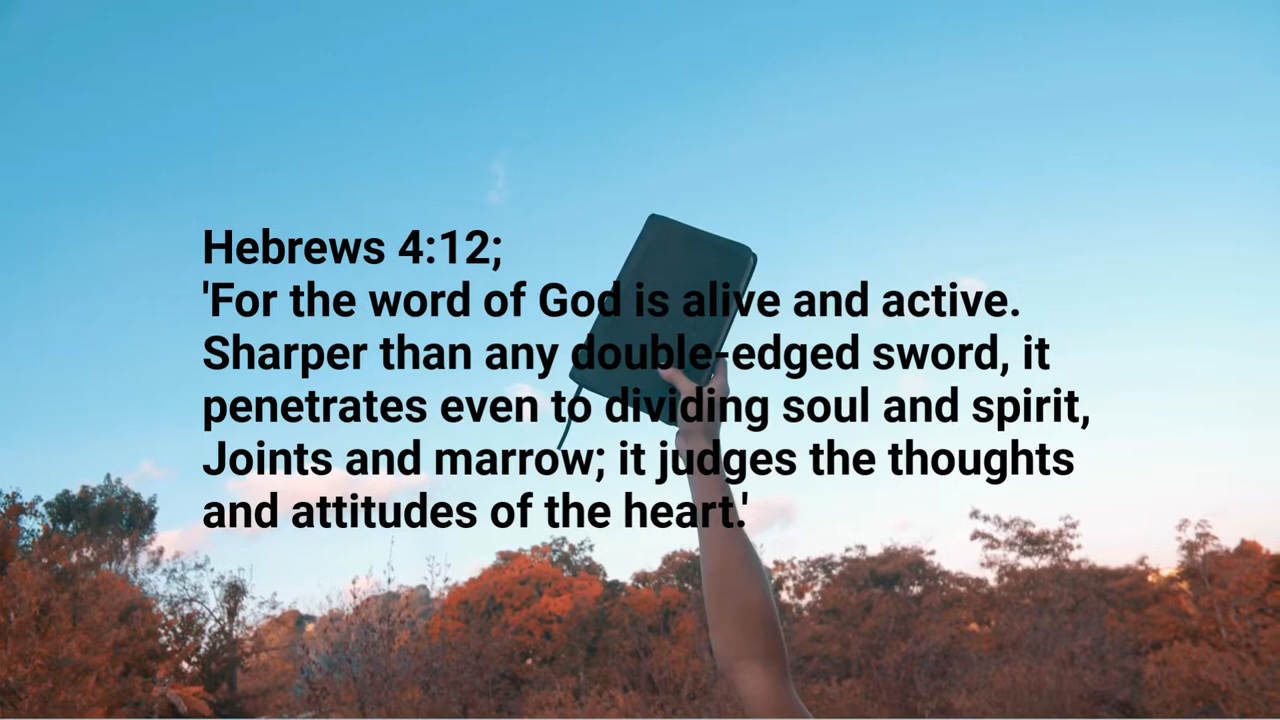 Hebrews 4:12;
'For the word of God is alive and active.
Sharper than any double-edged sword, it
penetrates even to dividing soul and spirit,
Joints and marrow; it judges the thoughts
and attitudes of the heart.'